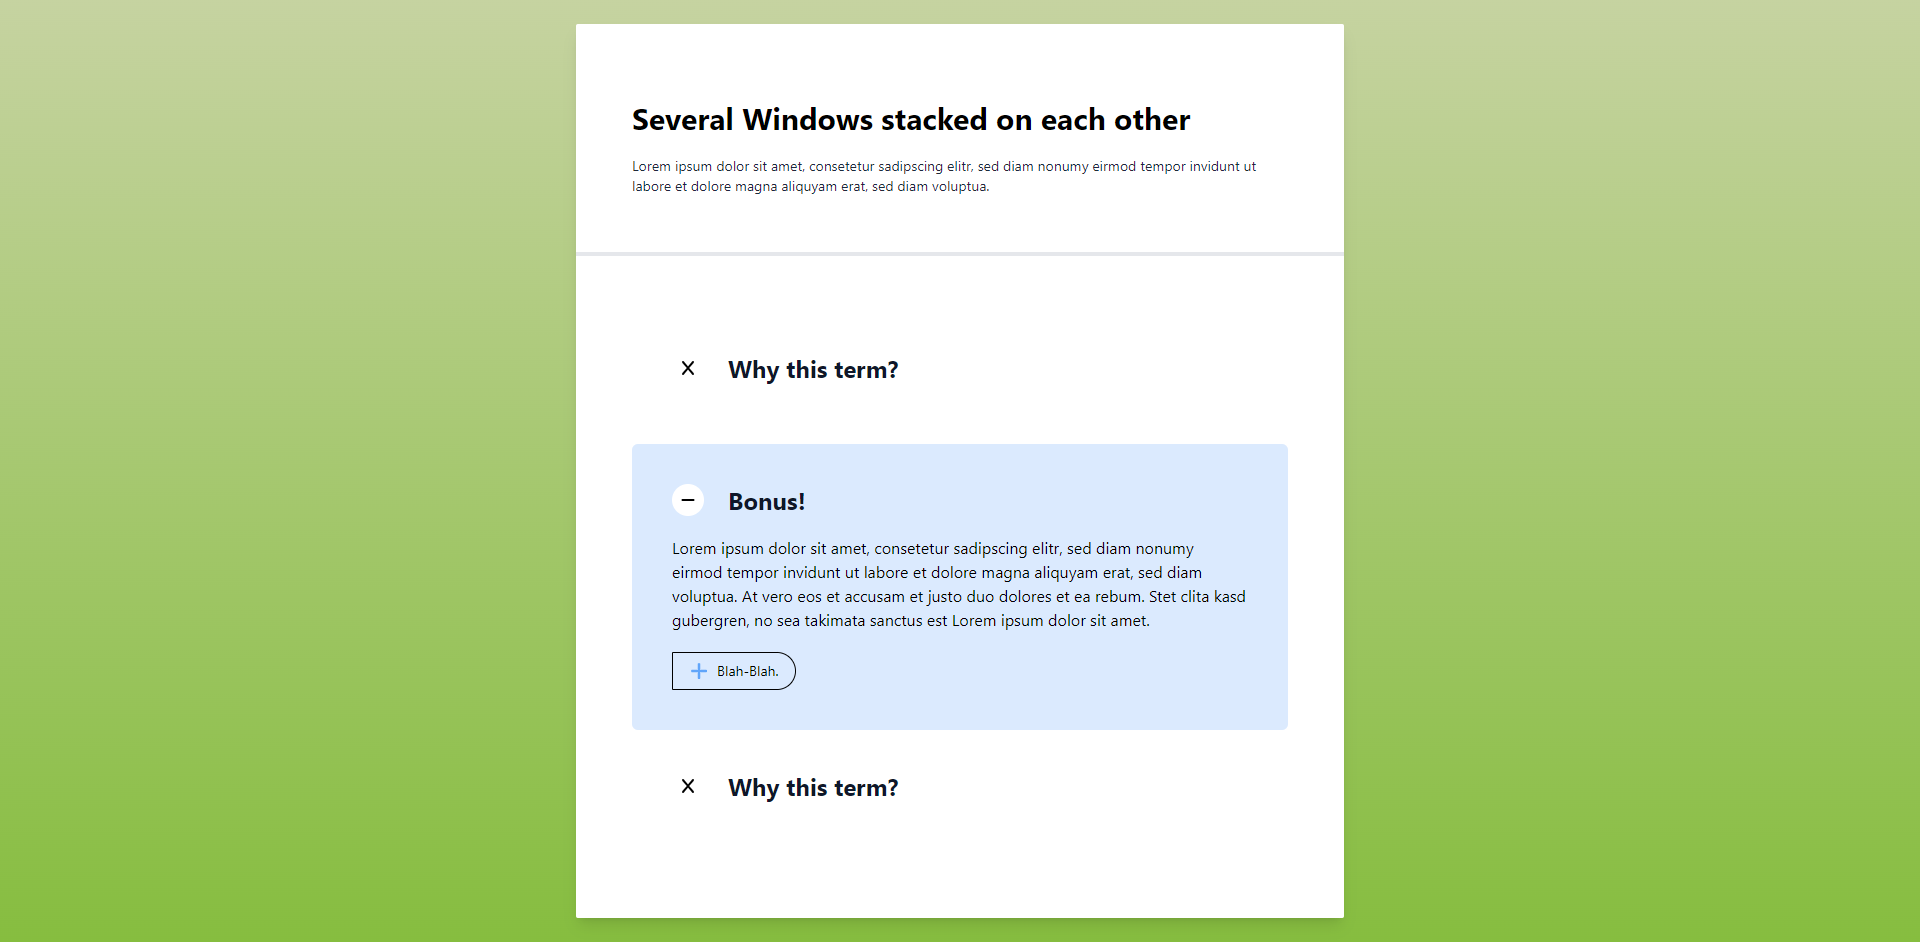 Several Windows stacked on each other
Lorem ipsum dolor sit amet, consetetur sadipscing elitr, sed diam nonumy eirmod tempor invidunt ut
labore et dolore magna aliquyam erat, sed diam voluptua.
Why this term?
Bonus!
Lorem ipsum dolor sit amet, consetetur sadipscing elitr, sed diam nonumy
eirmod tempor invidunt ut labore et dolore magna aliquyam erat, sed diam
voluptua. At vero eos et accusam et justo duo dolores et ea rebum. Stet clita kasd
gubergren, no sea takimata sanctus est Lorem ipsum dolor sit amet.
Blah-Blah.
Why this term?